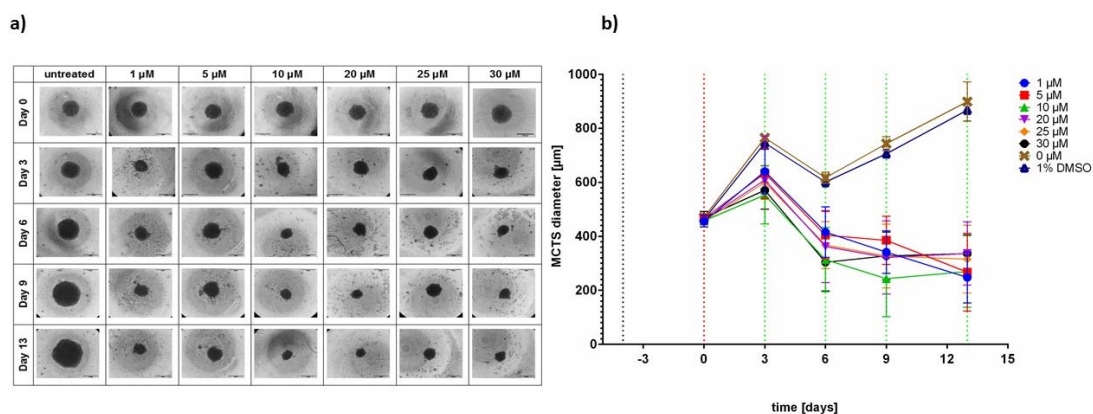 a)
untreated 1 µM 5 µM 10 µM 20 µM 25 µM 30 µM
Day 0
Day 3
Day 6
Day 9
Day 13
b)
MCTS diameter [µm]
1000
800
600
400
200
0
-3 0 3 6 9 12 15
time [days]
1 µM
5 µM
10 µM
20 µM
25 µM
30 µM
0 µM
1% DMSO